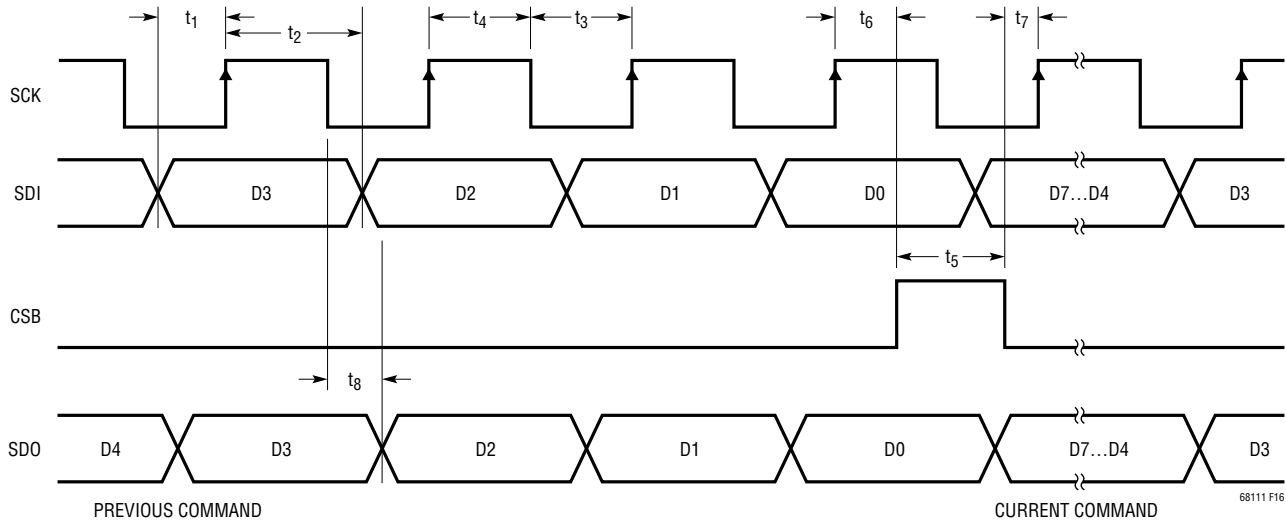 t1 t2 t4 t3 t6 t7
SCK
SDI D3 D2 D1 D0 D7...D4 D3
t5
CSB
t8
SDO D4 D3 D2 D1 D0 D7...D4 D3
68111 F16
PREVIOUS COMMAND CURRENT COMMAND